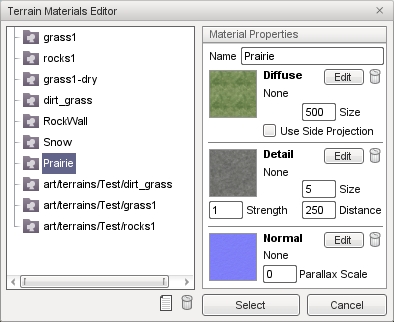 Terrain Materials Editor
grass1
rocks1
grass1-dry
dirt_grass
RockWall
Snow
Prairie
art/terrains/Test/dirt_grass
art/terrains/Test/grass1
art/terrains/Test/rocks1
Material Properties
Name Prairie
Diffuse Edit
None
500 Size
Use Side Projection
Detail Edit
None
5 Size
1 Strength 250 Distance
Normal Edit
None
0 Parallax Scale
Select Cancel